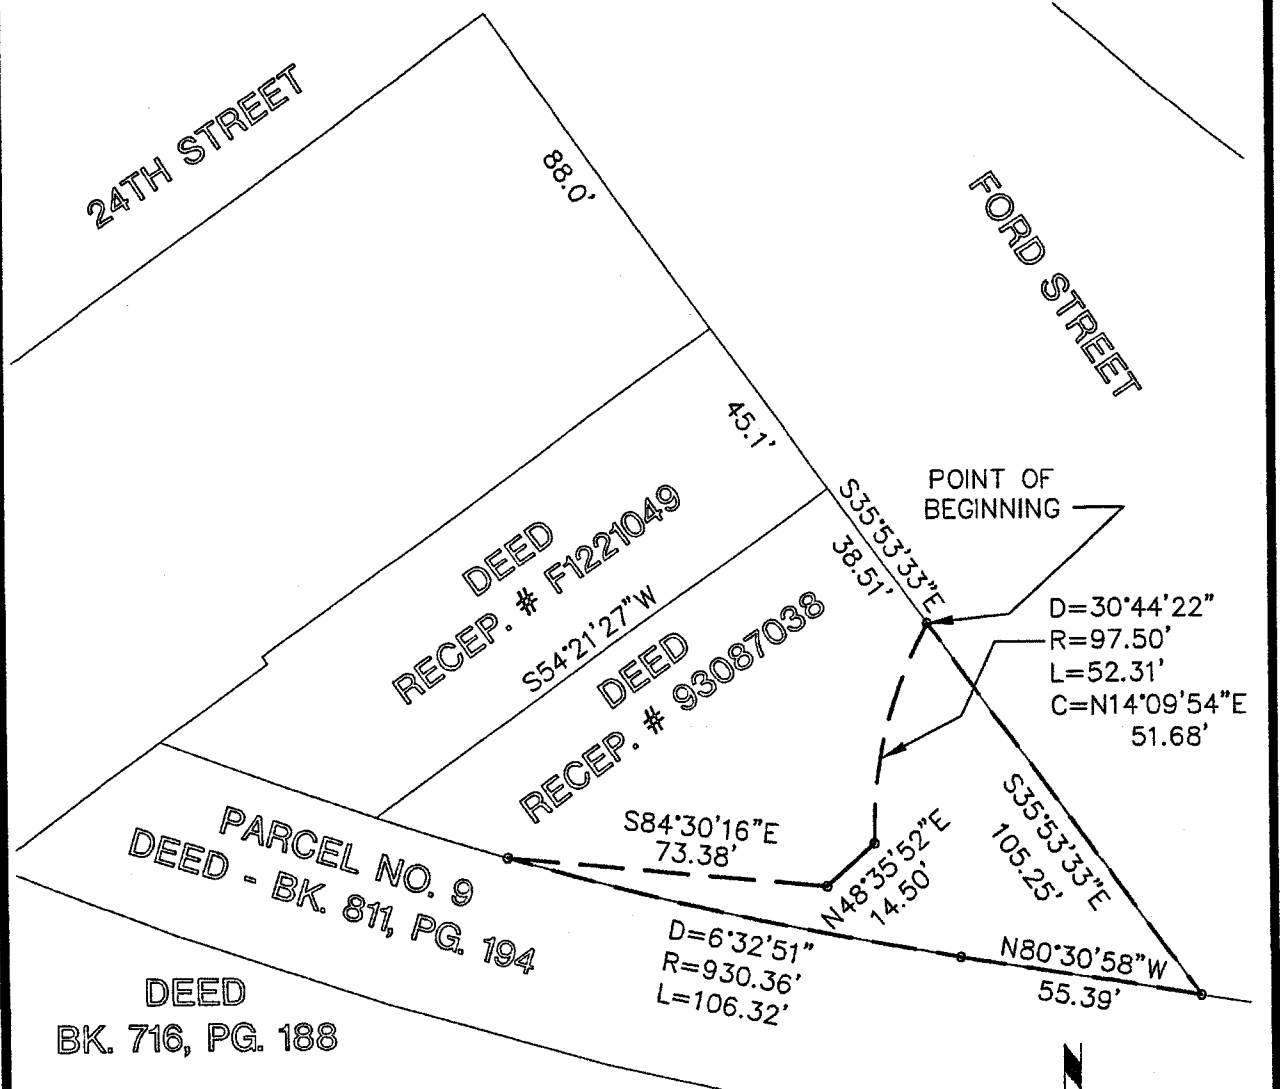 24TH STREET
88.0'
FORD STREET
45.1'
POINT OF
BEGINNING
S35°53'33"E
38.51'
DEED
RECEP. # F1221049
S54°21'27"W
DEED
RECEP. # 93087038
D=30°44'22"
R=97.50'
L=52.31'
C=N14°09'54"E
51.68'
S35°53'33"E
105.25'
S84°30'16"E
73.38'
N48°35'52"E
14.50'
PARCEL NO. 9
DEED - BK. 811, PG. 194
D=6°32'51"
R=930.36'
L=106.32'
N80°30'58"W
55.39'
DEED
BK. 716, PG. 188
N